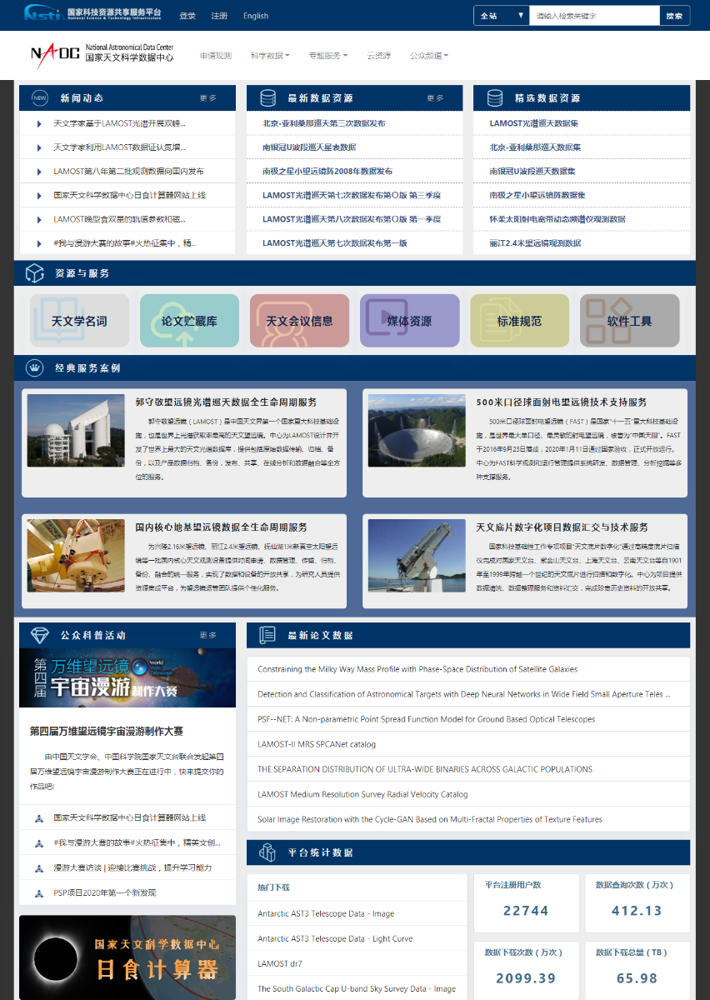 Nsti
国家科技资源共享服务平台
National Science & Technology Infrastructure
登录
注册
English
全站
请输入检索关键字
搜索
NADC
National Astronomical Data Center
国家天文科学数据中心
申请观测
科学数据
专题服务
云资源
公众频道
NEW
新闻动态
更多
天文学家基于LAMOST光谱开展双峰...
天文学家利用LAMOST数据证认氮增...
LAMOST第八年第二批观测数据向国内发布
国家天文科学数据中心日食计算器网站上线
LAMOST晚型食双星的轨道参数和磁...
#我与漫游大赛的故事#火热征集中，精...
最新数据资源
更多
北京-亚利桑那巡天第三次数据发布
南银冠U波段巡天星表数据
南极之星小望远镜阵2008年数据发布
LAMOST光谱巡天第七次数据发布第〇版 第三季度
LAMOST光谱巡天第八次数据发布第〇版 第一季度
LAMOST光谱巡天第七次数据发布第一版
精选数据资源
LAMOST光谱巡天数据集
北京-亚利桑那巡天数据集
南银冠U波段巡天数据集
南极之星小望远镜阵数据集
怀柔太阳射电宽带动态频谱仪观测数据
丽江2.4米望远镜观测数据
资源与服务
天文学名词
论文贮藏库
天文会议信息
媒体资源
标准规范
软件工具
经典服务案例
郭守敬望远镜光谱巡天数据全生命周期服务
郭守敬望远镜（LAMOST）是中国天文界第一个国家重大科技基础设
施，也是世界上光谱获取率最高的天文望远镜。中心为LAMOST设计并开
发了世界上最大的天文光谱数据库，提供包括原始数据传输、归档、备
份，以及产品数据归档、备份，发布、共享、在线分析和数据融合等全方
位的服务。
500米口径球面射电望远镜技术支持服务
500米口径球面射电望远镜（FAST）是国家“十一五”重大科技基础设
施，是世界最大单口径、最灵敏的射电望远镜，被誉为“中国天眼”。FAST
于2016年9月25日落成，2020年1月11日通过国家验收，正式开放运行。
中心为FAST科学观测和运行管理提供系统研发、数据管理、分析挖掘等多
种支撑服务。
国内核心地基望远镜数据全生命周期服务
为兴隆2.16米望远镜、丽江2.4米望远镜、抚仙湖1米新真空太阳望远
镜等一批国内核心天文观测设备提供时间申请、数据管理、传输、归档、
备份、融合的统一服务，实现了数据和设备的开放共享，为研究人员提供
资源集成平台，为望远镜运营团队提供个性化服务。
天文底片数字化项目数据汇交与技术服务
国家科技基础性工作专项项目“天文底片数字化”通过高精度底片扫描
仪完成对国家天文台、紫金山天文台、上海天文台、云南天文台等自1901
年至1999年跨越一个世纪的天文底片进行扫描和数字化。中心为项目提供
数据清洗、数据整理服务和资料汇交，完成珍贵历史资料的开放共享。
公众科普活动
更多
第四届
万维望远镜
World
Wide
Telescope
宇宙漫游制作大赛
第四届万维望远镜宇宙漫游制作大赛
由中国天文学会、中国科学院国家天文台联合发起第四
届万维望远镜宇宙漫游制作大赛正在进行中，快来提交你的
作品吧!
国家天文科学数据中心日食计算器网站上线
#我与漫游大赛的故事#火热征集中，精美文创...
漫游大赛访谈 | 迎接比赛挑战，提升学习能力
PSP项目2020年第一个新发现
国家天文科学数据中心
日食计算器
最新论文数据
Constraining the Milky Way Mass Profile with Phase-Space Distribution of Satellite Galaxies
Detection and Classification of Astronomical Targets with Deep Neural Networks in Wide Field Small Aperture Teles ...
PSF--NET: A Non-parametric Point Spread Function Model for Ground Based Optical Telescopes
LAMOST-II MRS SPCANet catalog
THE SEPARATION DISTRIBUTION OF ULTRA-WIDE BINARIES ACROSS GALACTIC POPULATIONS
LAMOST Medium Resolution Survey Radial Velocity Catalog
Solar Image Restoration with the Cycle-GAN Based on Multi-Fractal Properties of Texture Features
平台统计数据
热门下载
Antarctic AST3 Telescope Data - Image
Antarctic AST3 Telescope Data - Light Curve
LAMOST dr7
The South Galactic Cap U-band Sky Survey Data - Image
平台注册用户数
22744
数据查询次数（万次）
412.13
数据下载次数（万次）
2099.39
数据下载总量（TB）
65.98